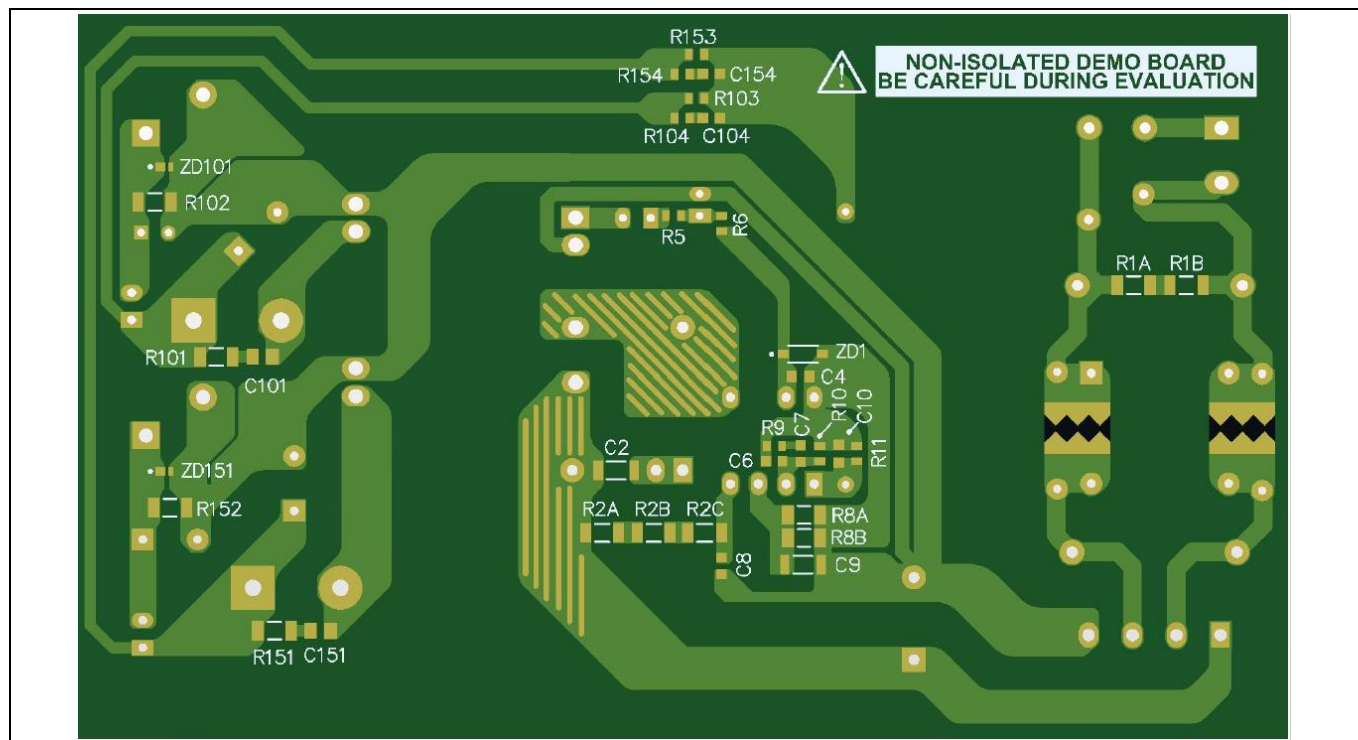 R153
NON-ISOLATED DEMO BOARD
BE CAREFUL DURING EVALUATION
R154
C154
R103
R104
C104
ZD101
R102
R5
R6
R1A
R1B
R101
C101
ZD1
C4
R9
C7
R10
C10
R11
C2
C6
ZD151
R152
R2A
R2B
R2C
R8A
R8B
C8
C9
R151
C151